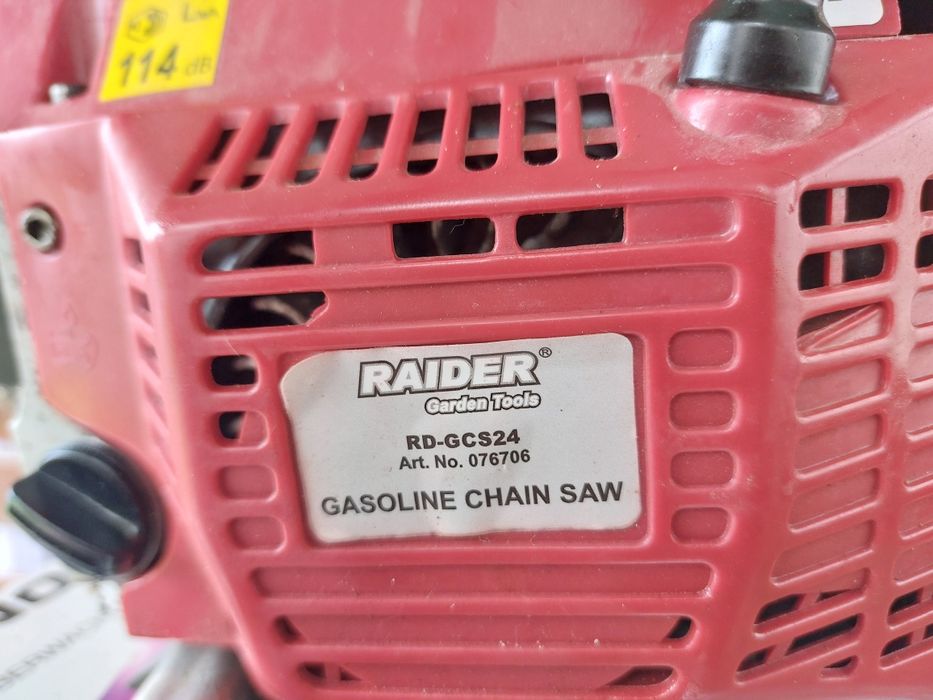 114 dB
RAIDER®
Garden Tools
RD-GCS24
Art. No. 076706
GASOLINE CHAIN SAW